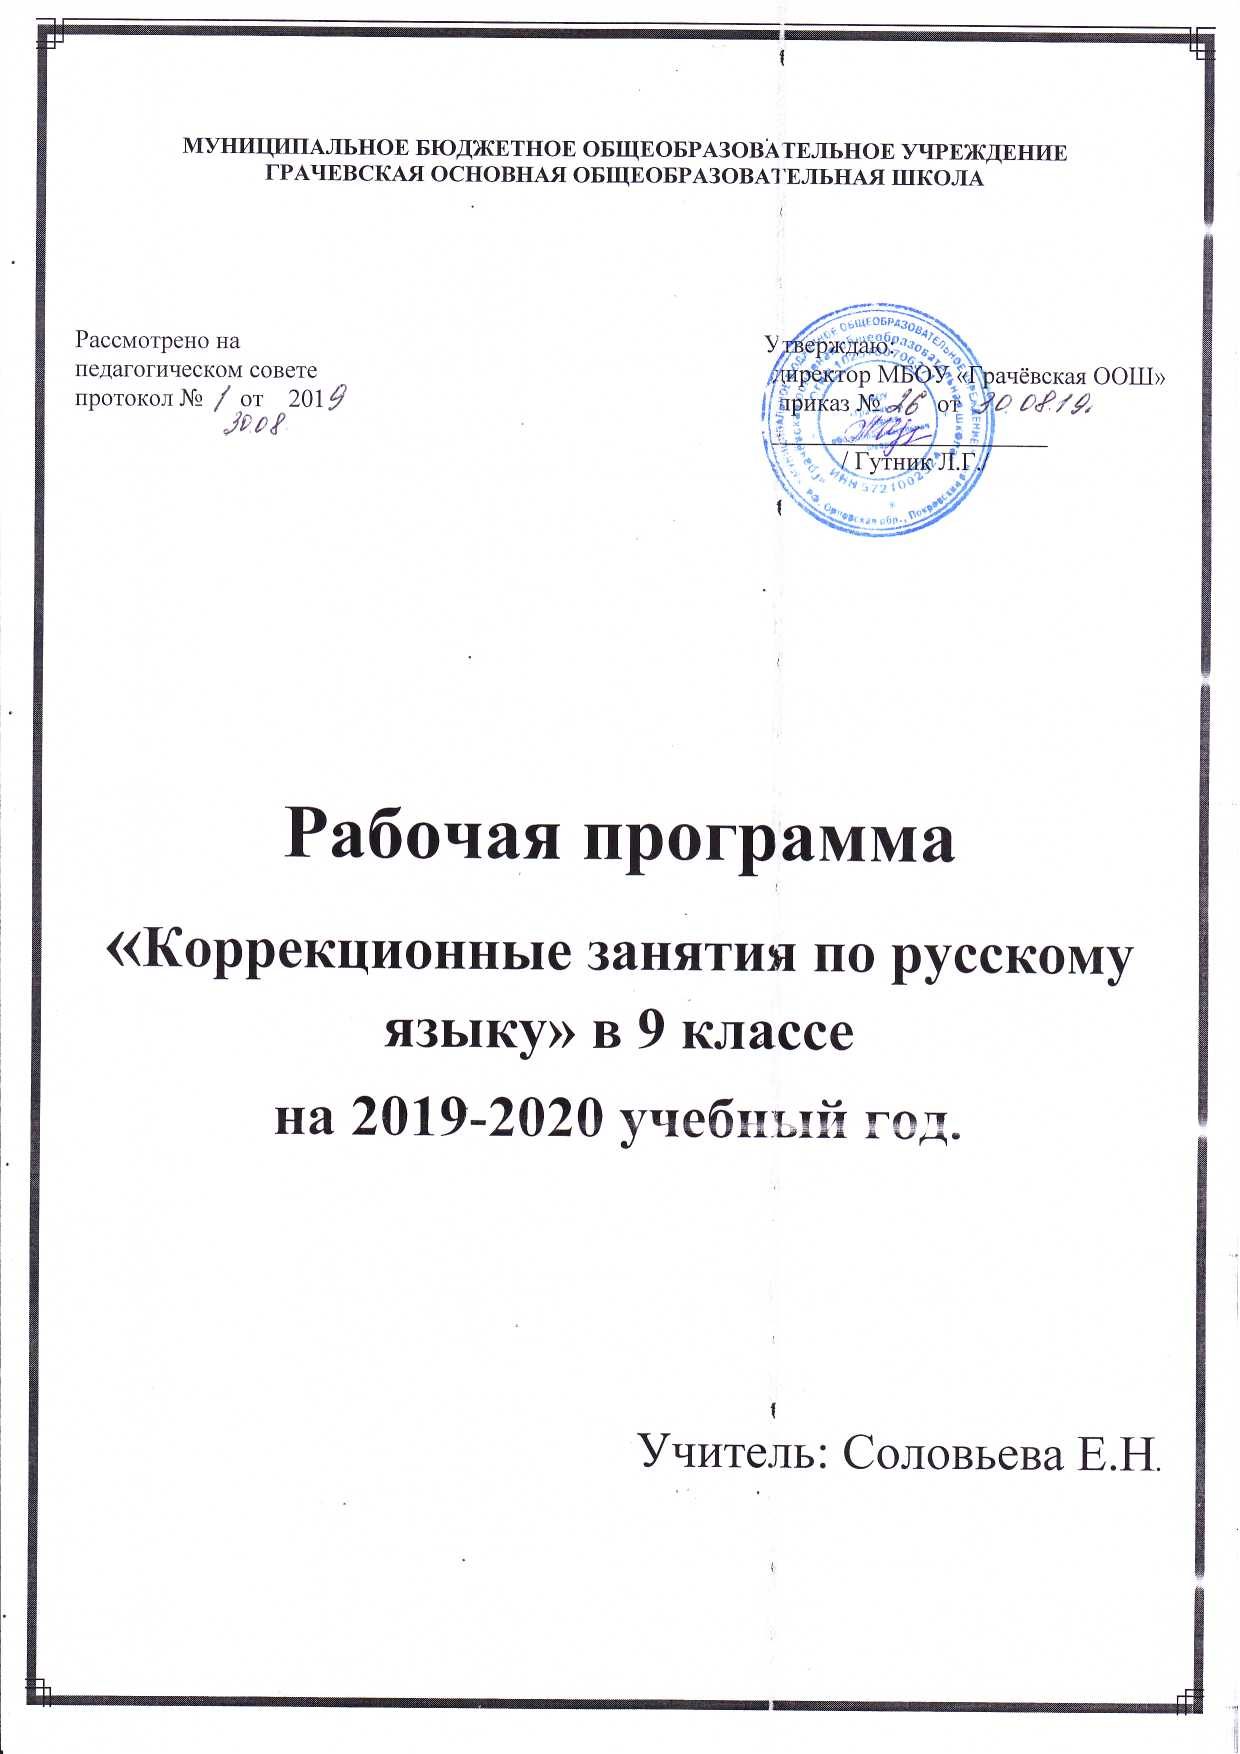 МУНИЦИПАЛЬНОЕ БЮДЖЕТНОЕ ОБЩЕОБРАЗОВАТЕЛЬНОЕ УЧРЕЖДЕНИЕ
ГРАЧЕВСКАЯ ОСНОВНАЯ ОБЩЕОБРАЗОВАТЕЛЬНАЯ ШКОЛА
Рассмотрено на
педагогическом совете
протокол № 1 от 2019
30.08.
Утверждаю:
директор МБОУ «Грачёвская ООШ»
приказ № 26 от 30.08.19.
/ Гутник Л.Г./
ИНН 5721002324
Рабочая программа
«Коррекционные занятия по русскому
языку» в 9 классе
на 2019-2020 учебный год.
Учитель: Соловьева Е.Н.